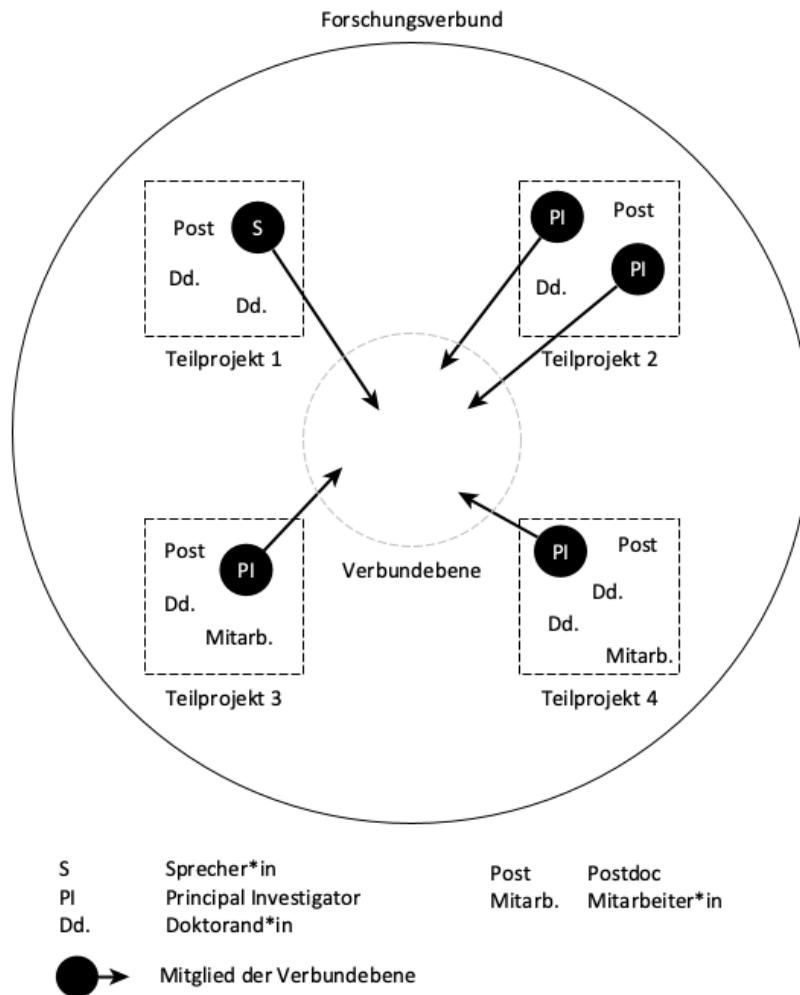 Forschungsverbund
Post S
Dd.
Dd.
Teilprojekt 1
PI Post
PI
Dd.
Teilprojekt 2
Post
PI
Dd.
Mitarb.
Teilprojekt 3
Verbundebene
PI Post
Dd.
Dd.
Mitarb.
Teilprojekt 4
S Sprecher*in
PI Principal Investigator
Dd. Doktorand*in
Post Postdoc
Mitarb. Mitarbeiter*in
Mitglied der Verbundebene